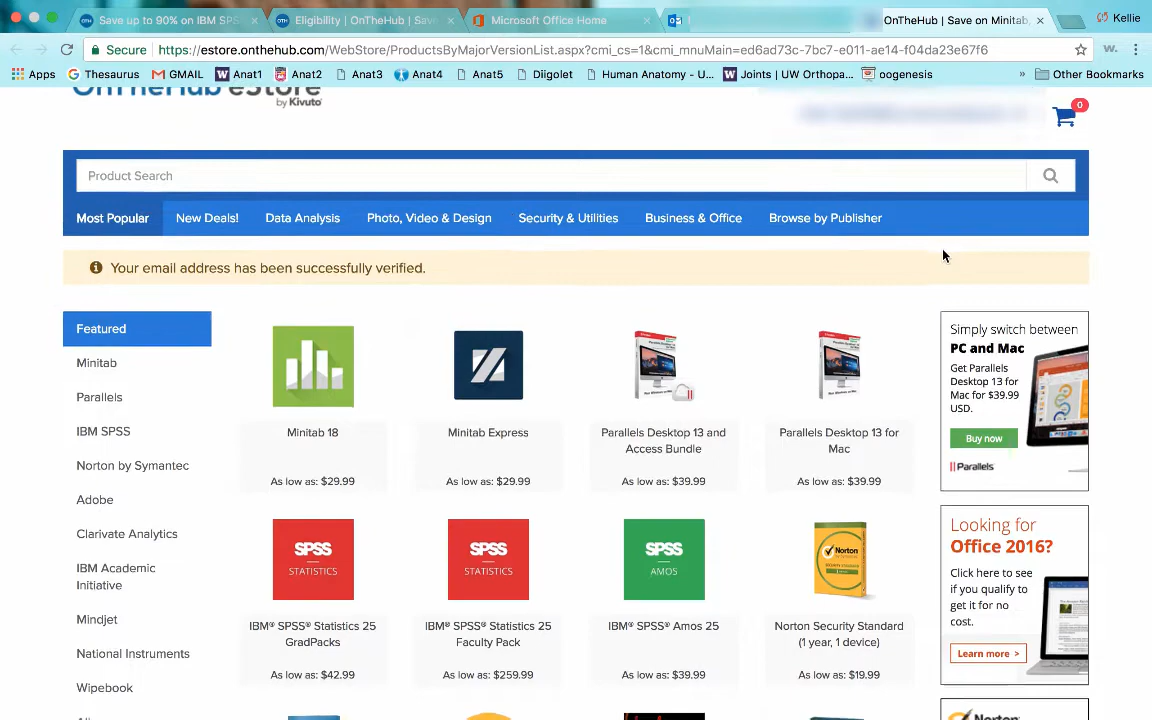 Save up to 90% on IBM SPSS
Eligibility | OnTheHub | Save
Microsoft Office Home
OnTheHub | Save on Minitab,
Kellie
Secure
https://estore.onthehub.com/WebStore/ProductsByMajorVersionList.aspx?cmi_cs=1&cmi_mnuMain=ed6ad73c-7bc7-e011-ae14-f04da23e67f6
W.
Apps
Thesaurus
GMAIL
Anat1
Anat2
Anat3
Anat4
Anat5
Diigolet
Human Anatomy - U...
Joints | UW Orthopa...
oogenesis
»
Other Bookmarks
OnTheHub eStore
by Kivuto
0
Product Search
Most Popular
New Deals!
Data Analysis
Photo, Video & Design
Security & Utilities
Business & Office
Browse by Publisher
Your email address has been successfully verified.
Featured
Minitab
Parallels
IBM SPSS
Norton by Symantec
Adobe
Clarivate Analytics
IBM Academic
Initiative
Mindjet
National Instruments
Wipebook
Minitab 18
As low as: $29.99
Minitab Express
As low as: $29.99
Parallels Desktop 13 and
Access Bundle
As low as: $39.99
Parallels Desktop 13 for
Mac
As low as: $39.99
SPSS
STATISTICS
IBM® SPSS® Statistics 25
GradPacks
As low as: $42.99
SPSS
STATISTICS
IBM® SPSS® Statistics 25
Faculty Pack
As low as: $259.99
SPSS
AMOS
IBM® SPSS® Amos 25
As low as: $39.99
Norton
Norton Security Standard
(1 year, 1 device)
As low as: $19.99
Simply switch between
PC and Mac
Get Parallels
Desktop 13 for
Mac for $39.99
USD.
Buy now
|| Parallels
Looking for
Office 2016?
Click here to see
if you qualify to
get it for no
cost.
Learn more >
Norton